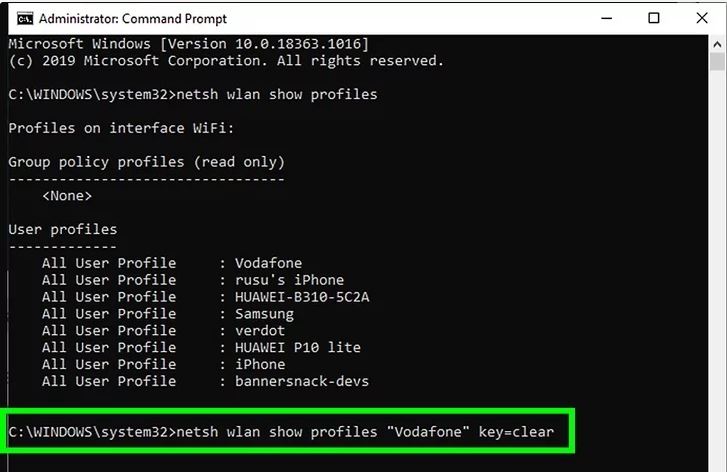 Administrator: Command Prompt
Microsoft Windows [Version 10.0.18363.1016]
(c) 2019 Microsoft Corporation. All rights reserved.
C:\WINDOWS\system32>netsh wlan show profiles
Profiles on interface WiFi:
Group policy profiles (read only)
---------------------------------
<None>
User profiles
-------------
All User Profile : Vodafone
All User Profile : rusu's iPhone
All User Profile : HUAWEI-B310-5C2A
All User Profile : Samsung
All User Profile : verdot
All User Profile : HUAWEI P10 lite
All User Profile : iPhone
All User Profile : bannersnack-devs
C:\WINDOWS\system32>netsh wlan show profiles "Vodafone" key=clear